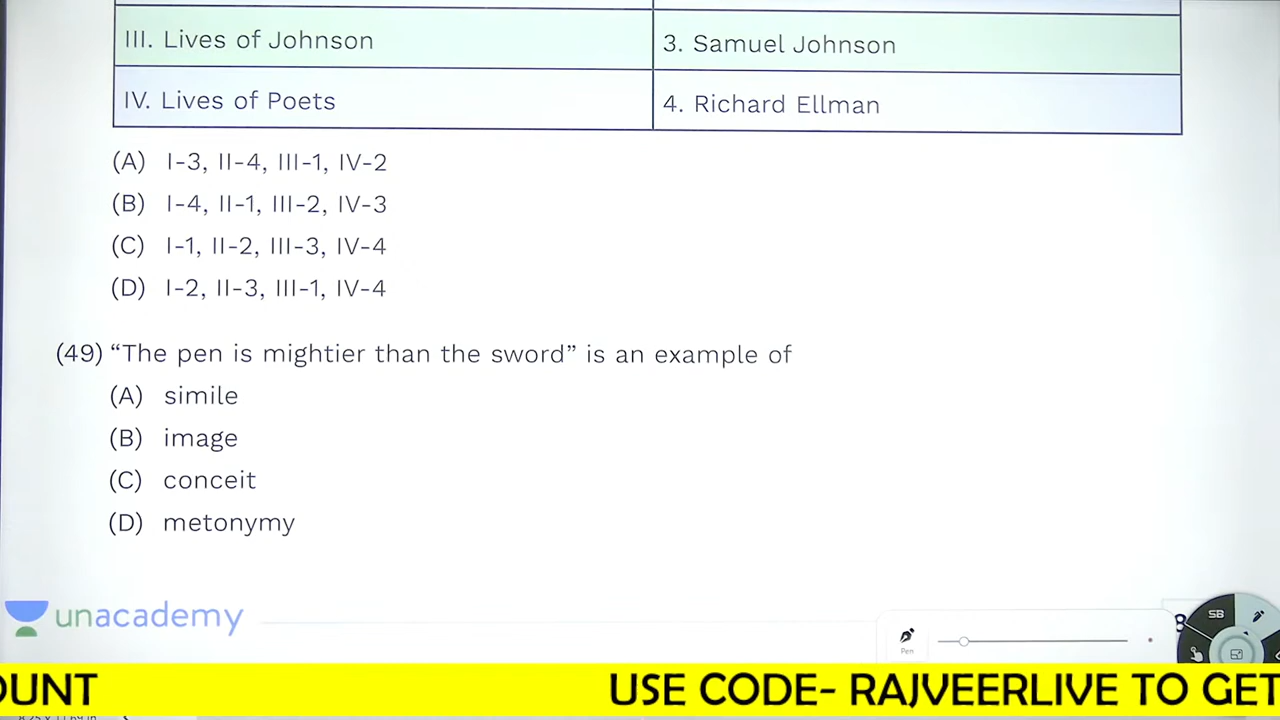 III. Lives of Johnson
3. Samuel Johnson
IV. Lives of Poets
4. Richard Ellman
(A) I-3, II-4, III-1, IV-2
(B) I-4, II-1, III-2, IV-3
(C) I-1, II-2, III-3, IV-4
(D) I-2, II-3, III-1, IV-4
(49) “The pen is mightier than the sword” is an example of
(A) simile
(B) image
(C) conceit
(D) metonymy
unacademy
Pen
SB
8
OUNT USE CODE- RAJVEERLIVE TO GET